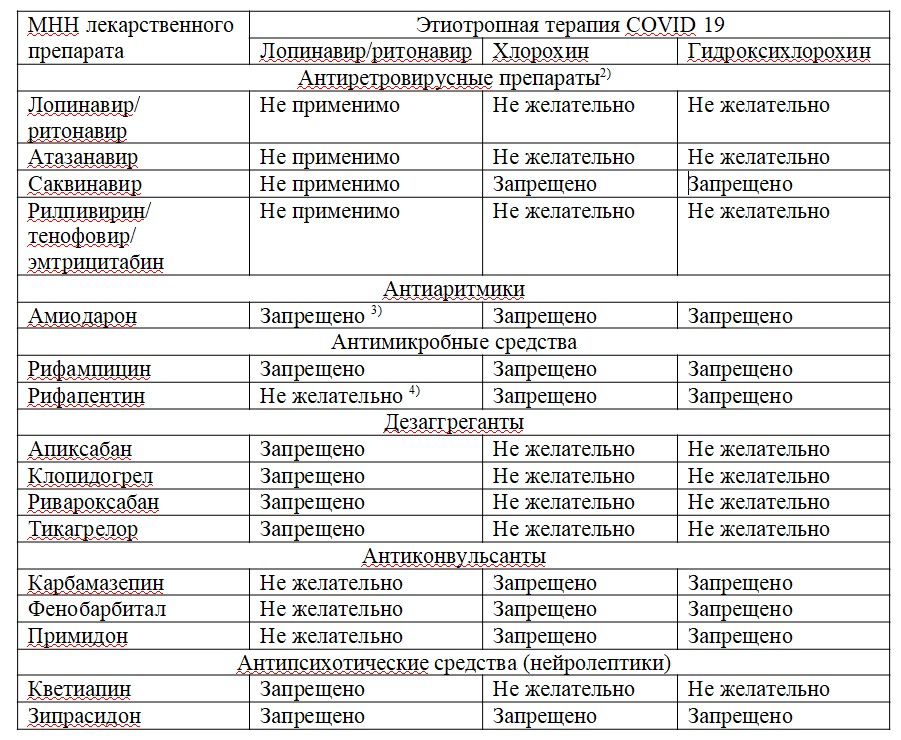 МНН лекарственного препарата Этиотропная терапия COVID 19
Лопинавир/ритонавир Хлорохин Гидроксихлорохин
Антиретровирусные препараты2)
Лопинавир/ Не применимо Не желательно Не желательно
ритонавир
Атазанавир Не применимо Не желательно Не желательно
Саквинавир Не применимо Запрещено Запрещено
Рилпивирин/ Не применимо Не желательно Не желательно
тенофовир/
эмтрицитабин
Антиаритмики
Амиодарон Запрещено 3) Запрещено Запрещено
Антимикробные средства
Рифампицин Запрещено Запрещено Запрещено
Рифапентин Не желательно 4) Запрещено Запрещено
Дезаггреганты
Апиксабан Запрещено Не желательно Не желательно
Клопидогрел Запрещено Не желательно Не желательно
Ривароксабан Запрещено Не желательно Не желательно
Тикагрелор Запрещено Не желательно Не желательно
Антиконвульсанты
Карбамазепин Не желательно Запрещено Запрещено
Фенобарбитал Не желательно Запрещено Запрещено
Примидон Не желательно Запрещено Запрещено
Антипсихотические средства (нейролептики)
Кветиапин Запрещено Не желательно Не желательно
Зипрасидон Запрещено Запрещено Запрещено